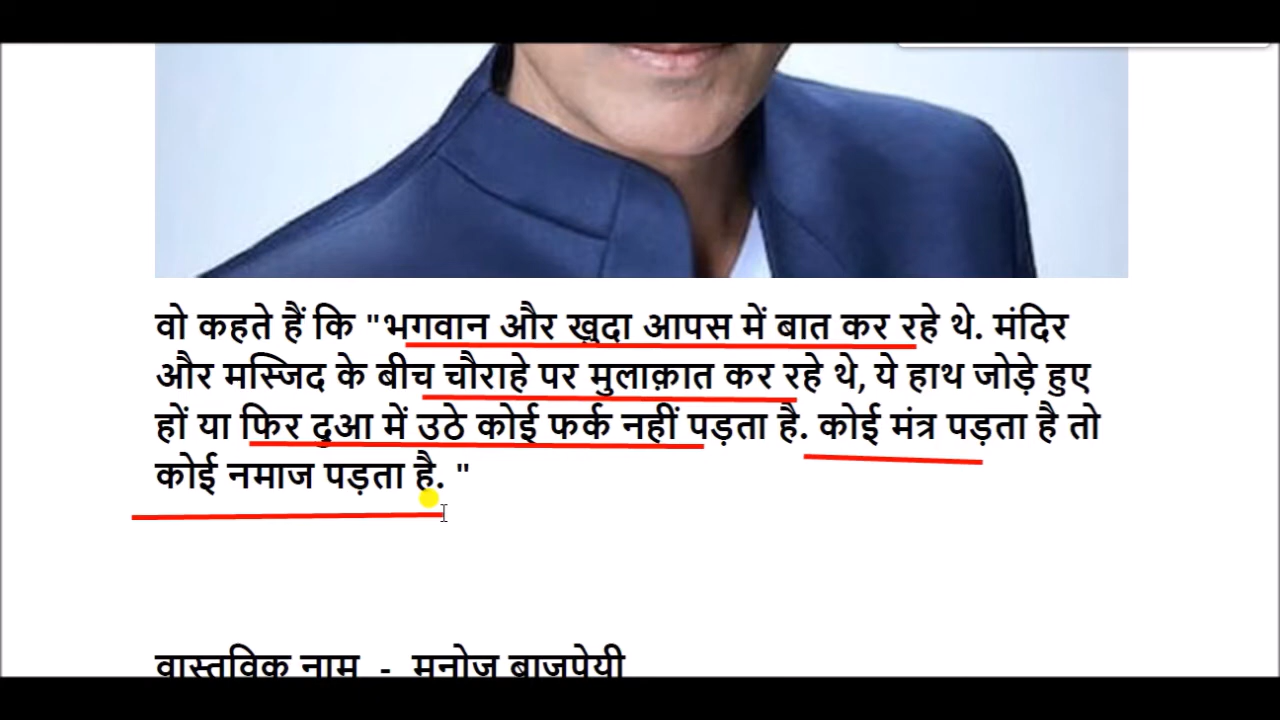 वो कहते हैं कि "भगवान और ख़ुदा आपस में बात कर रहे थे. मंदिर
और मस्जिद के बीच चौराहे पर मुलाक़ात कर रहे थे, ये हाथ जोड़े हुए
हों या फिर दुआ में उठे कोई फर्क नहीं पड़ता है. कोई मंत्र पड़ता है तो
कोई नमाज पड़ता है. "
वास्तविक नाम - मनोज बाजपेयी